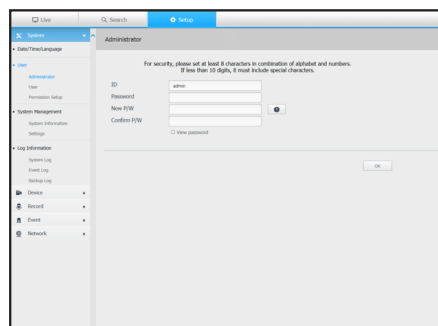 Live
Search
Setup
System
Date/Time/Language
User
Administrator
User
Permission Setup
System Management
System Information
Settings
Log Information
System Log
Event Log
Backup Log
Device
Record
Event
Network
Administrator
For security, please set at least 8 characters in combination of alphabet and numbers.
If less than 10 digits, it must include special characters.
ID
admin
Password
New P/W
Confirm P/W
View password
OK